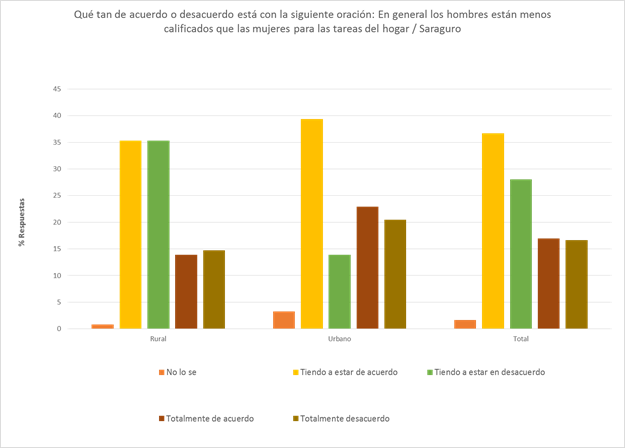 Qué tan de acuerdo o desacuerdo está con la siguiente oración: En general los hombres están menos
calificados que las mujeres para las tareas del hogar / Saraguro
45
40
35
30
25
20
15
10
5
0
% Respuestas
Rural Urbano Total
No lo se Tiendo a estar de acuerdo Tiendo a estar en desacuerdo
Totalmente de acuerdo Totalmente desacuerdo